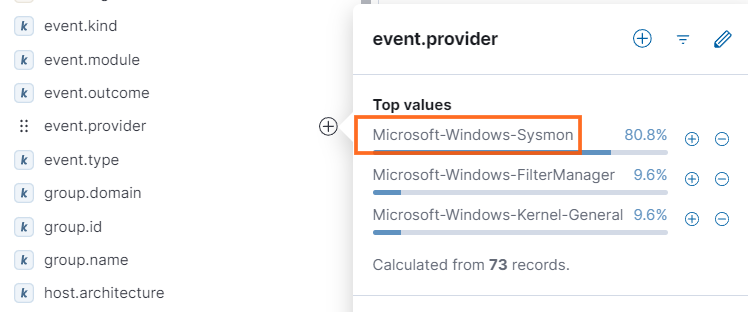 k event.kind
k event.module
k event.outcome
event.provider
k event.type
k group.domain
k group.id
k group.name
k host.architecture
event.provider
Top values
Microsoft-Windows-Sysmon 80.8%
Microsoft-Windows-FilterManager 9.6%
Microsoft-Windows-Kernel-General 9.6%
Calculated from 73 records.